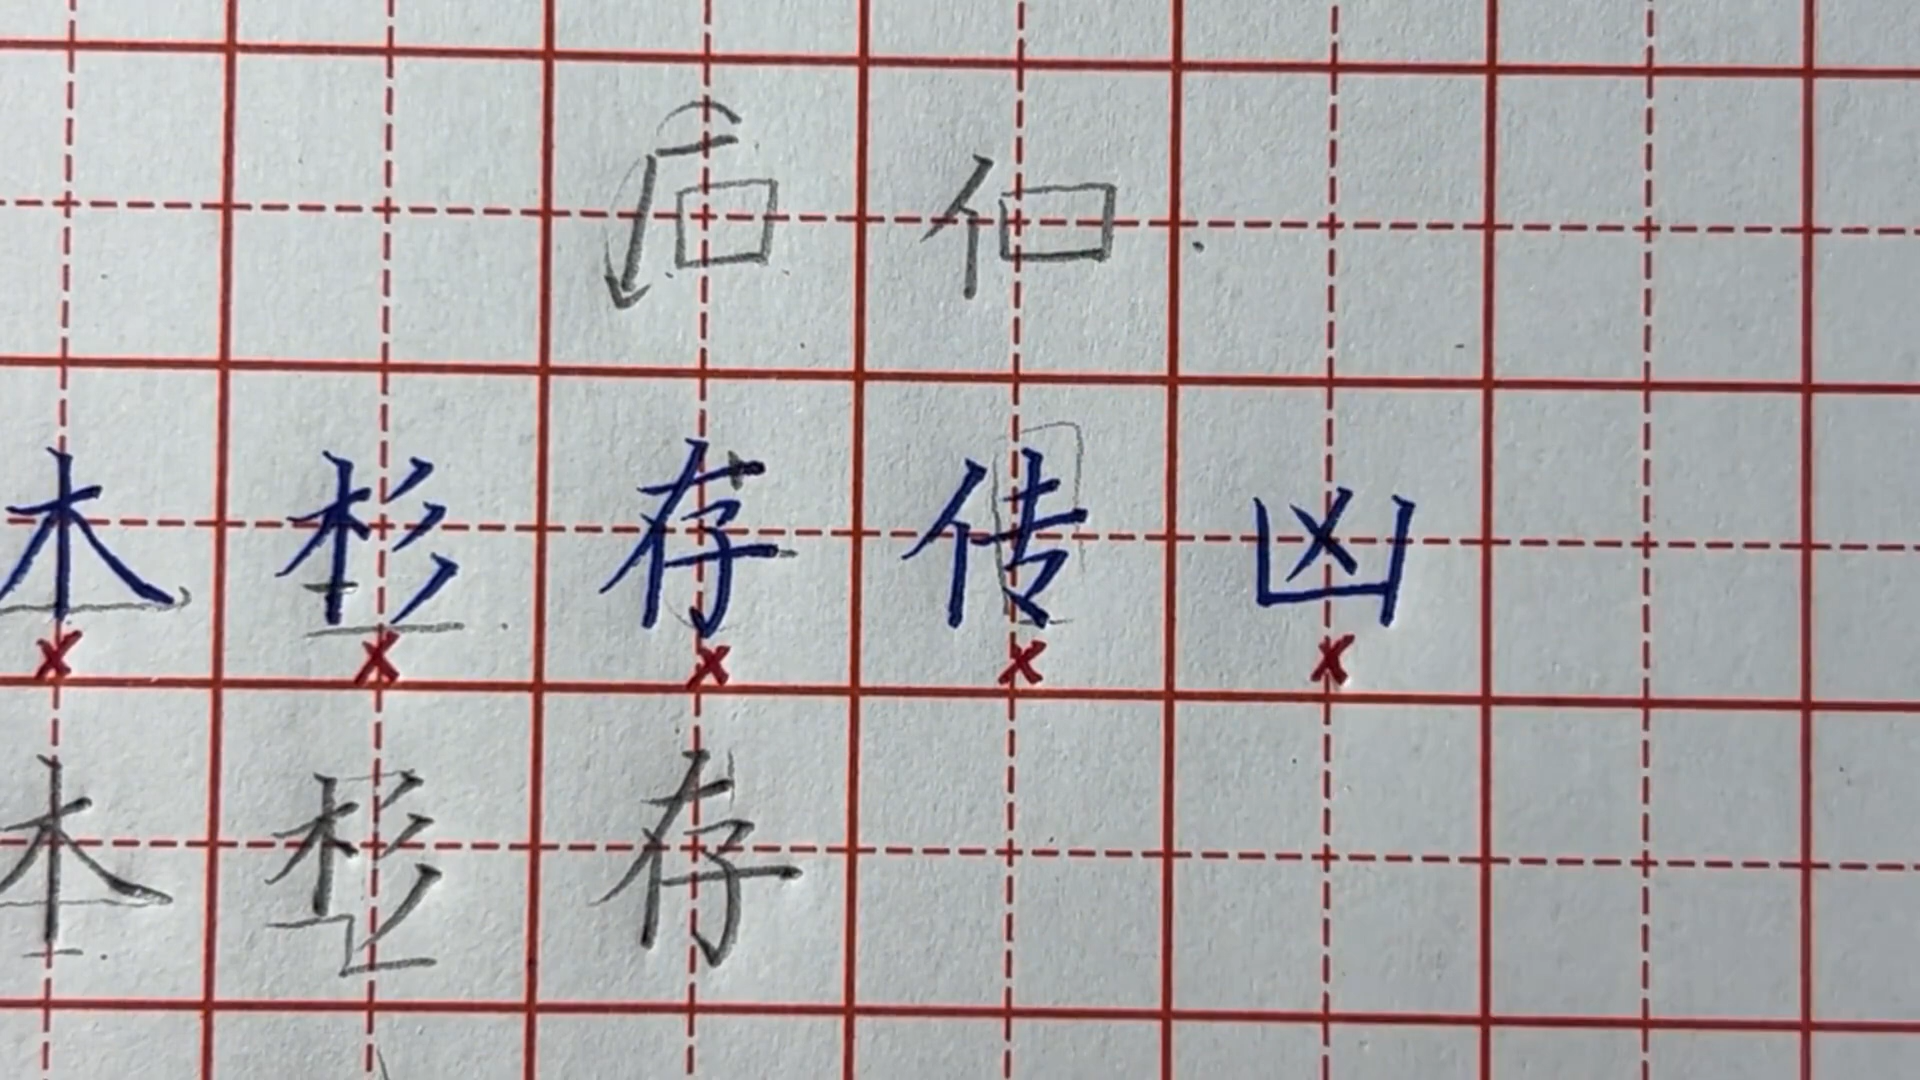 木 杉 存 传 凶
× × × × ×
木 杉 存